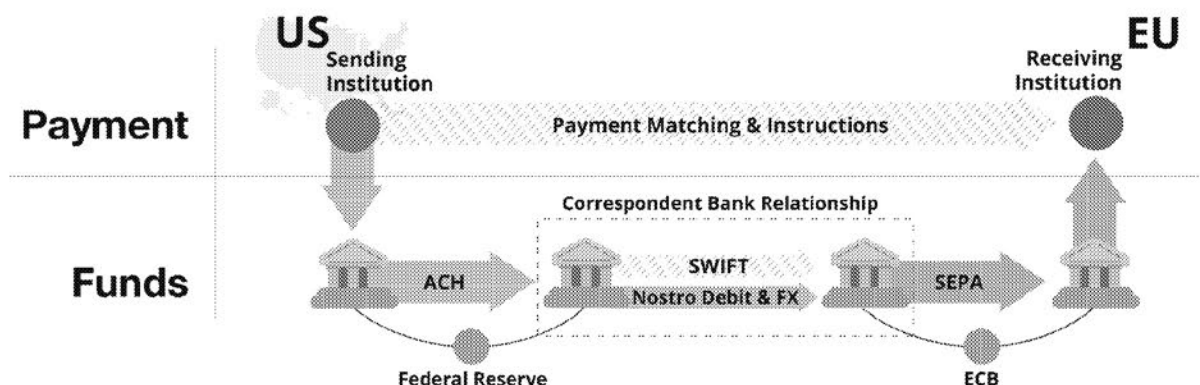 US
EU
Sending
Institution
Receiving
Institution
Payment
Payment Matching & Instructions
Correspondent Bank Relationship
Funds
ACH
SWIFT
Nostro Debit & FX
SEPA
Federal Reserve
ECB